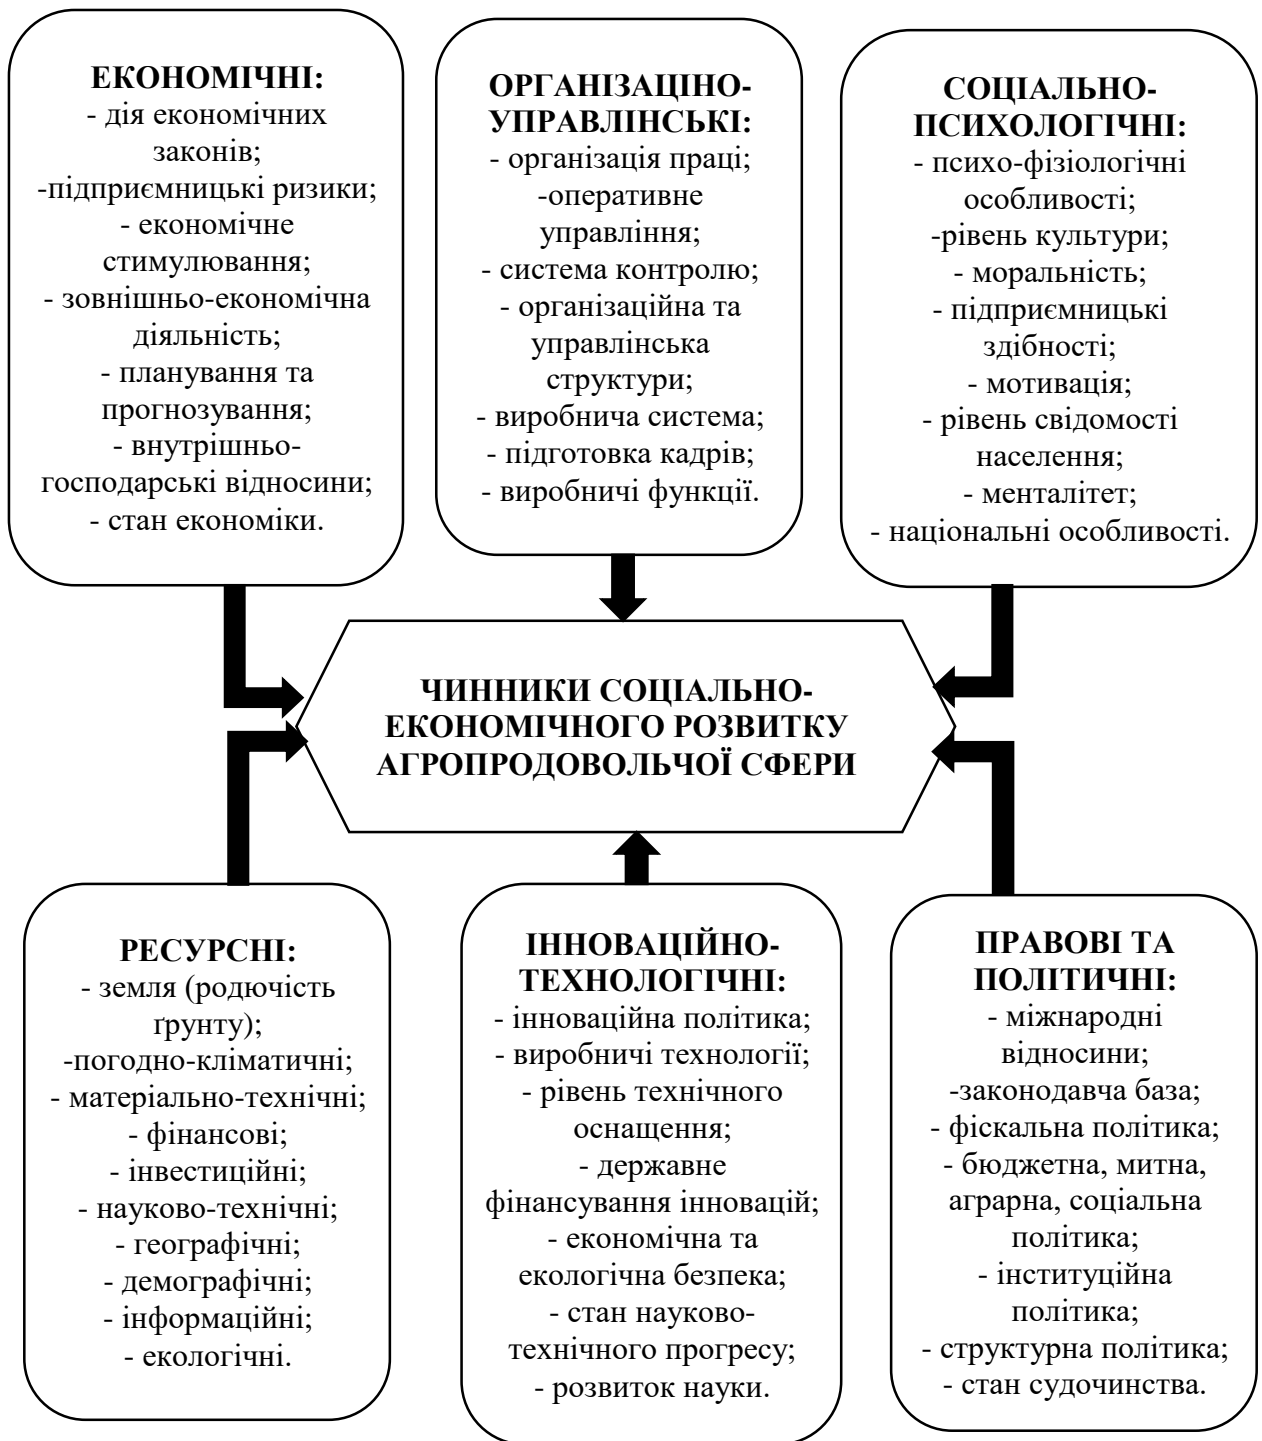 ЕКОНОМІЧНІ:
- дія економічних
законів;
-підприємницькі ризики;
- економічне
стимулювання;
- зовнішньо-економічна
діяльність;
- планування та
прогнозування;
- внутрішньо-
господарські відносини;
- стан економіки.
ОРГАНІЗАЦІНО-
УПРАВЛІНСЬКІ:
- організація праці;
-оперативне
управління;
- система контролю;
- організаційна та
управлінська
структури;
- виробнича система;
- підготовка кадрів;
- виробничі функції.
СОЦІАЛЬНО-
ПСИХОЛОГІЧНІ:
- психо-фізіологічні
особливості;
-рівень культури;
- моральність;
- підприємницькі
здібності;
- мотивація;
- рівень свідомості
населення;
- менталітет;
- національні особливості.
ЧИННИКИ СОЦІАЛЬНО-
ЕКОНОМІЧНОГО РОЗВИТКУ
АГРОПРОДОВОЛЬЧОЇ СФЕРИ
РЕСУРСНІ:
- земля (родючість
ґрунту);
-погодно-кліматичні;
- матеріально-технічні;
- фінансові;
- інвестиційні;
- науково-технічні;
- географічні;
- демографічні;
- інформаційні;
- екологічні.
ІННОВАЦІЙНО-
ТЕХНОЛОГІЧНІ:
- інноваційна політика;
- виробничі технології;
- рівень технічного
оснащення;
- державне
фінансування інновацій;
- економічна та
екологічна безпека;
- стан науково-
технічного прогресу;
- розвиток науки.
ПРАВОВІ ТА
ПОЛІТИЧНІ:
- міжнародні
відносини;
-законодавча база;
- фіскальна політика;
- бюджетна, митна,
аграрна, соціальна
політика;
- інституційна
політика;
- структурна політика;
- стан судочинства.